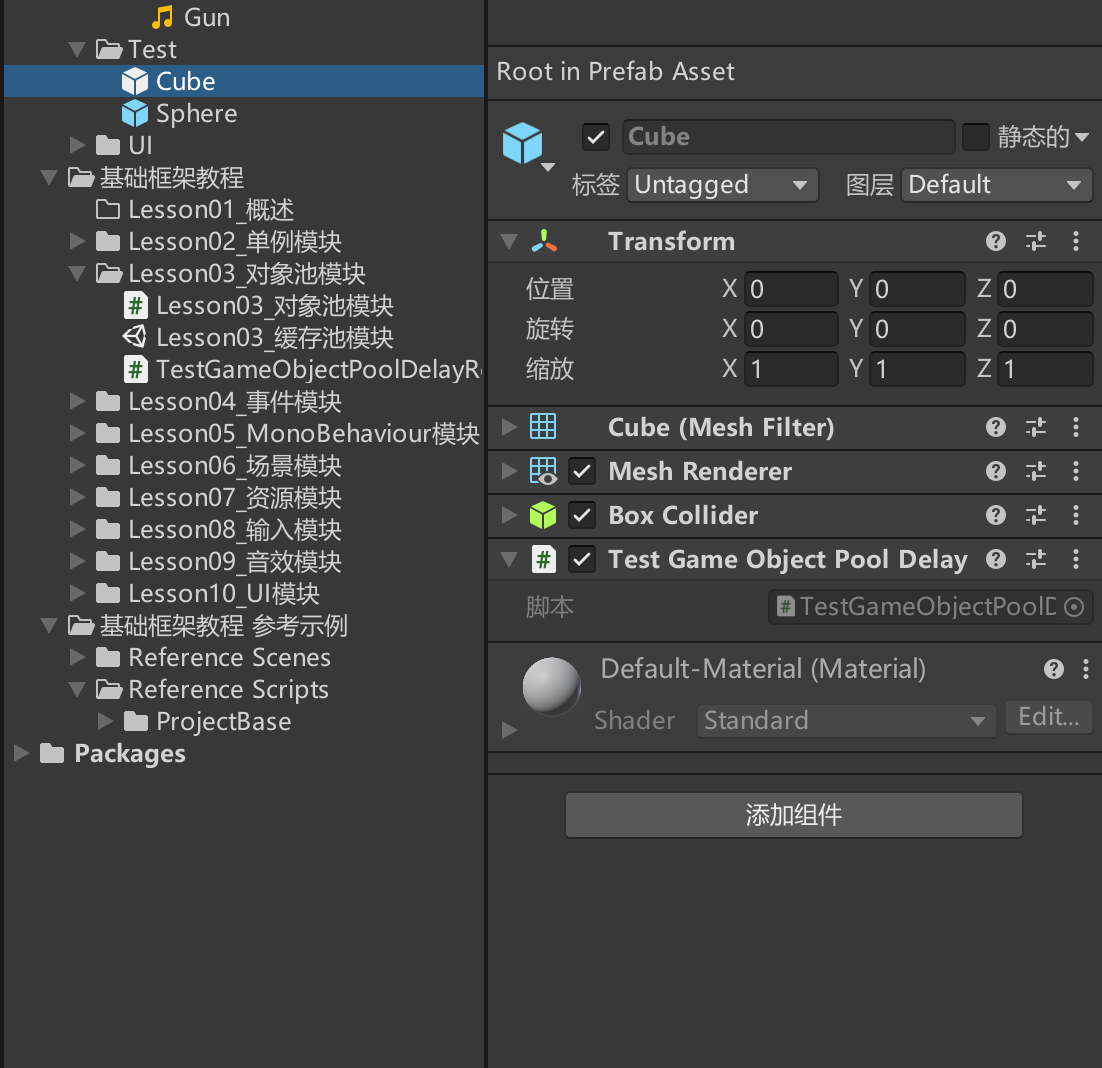 Gun
Test
Cube
Sphere
UI
基础框架教程
Lesson01_概述
Lesson02_单例模块
Lesson03_对象池模块
Lesson03_对象池模块
Lesson03_缓存池模块
TestGameObjectPoolDelayR
Lesson04_事件模块
Lesson05_MonoBehaviour模块
Lesson06_场景模块
Lesson07_资源模块
Lesson08_输入模块
Lesson09_音效模块
Lesson10_UI模块
基础框架教程 参考示例
Reference Scenes
Reference Scripts
ProjectBase
Packages
Root in Prefab Asset
Cube 静态的
标签 Untagged 图层 Default
Transform
位置 X 0 Y 0 Z 0
旋转 X 0 Y 0 Z 0
缩放 X 1 Y 1 Z 1
Cube (Mesh Filter)
Mesh Renderer
Box Collider
Test Game Object Pool Delay
脚本 TestGameObjectPoolD
Default-Material (Material)
Shader Standard Edit...
添加组件